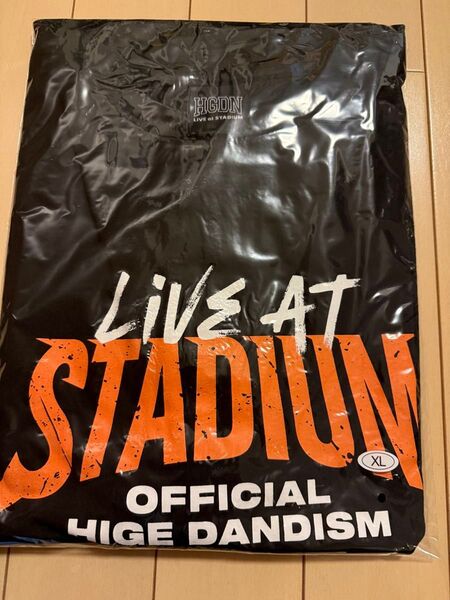 HGDN
LIVE at STADIUM
LiVE AT
STADIUM
XL
OFFICIAL
HIGE DANDISM